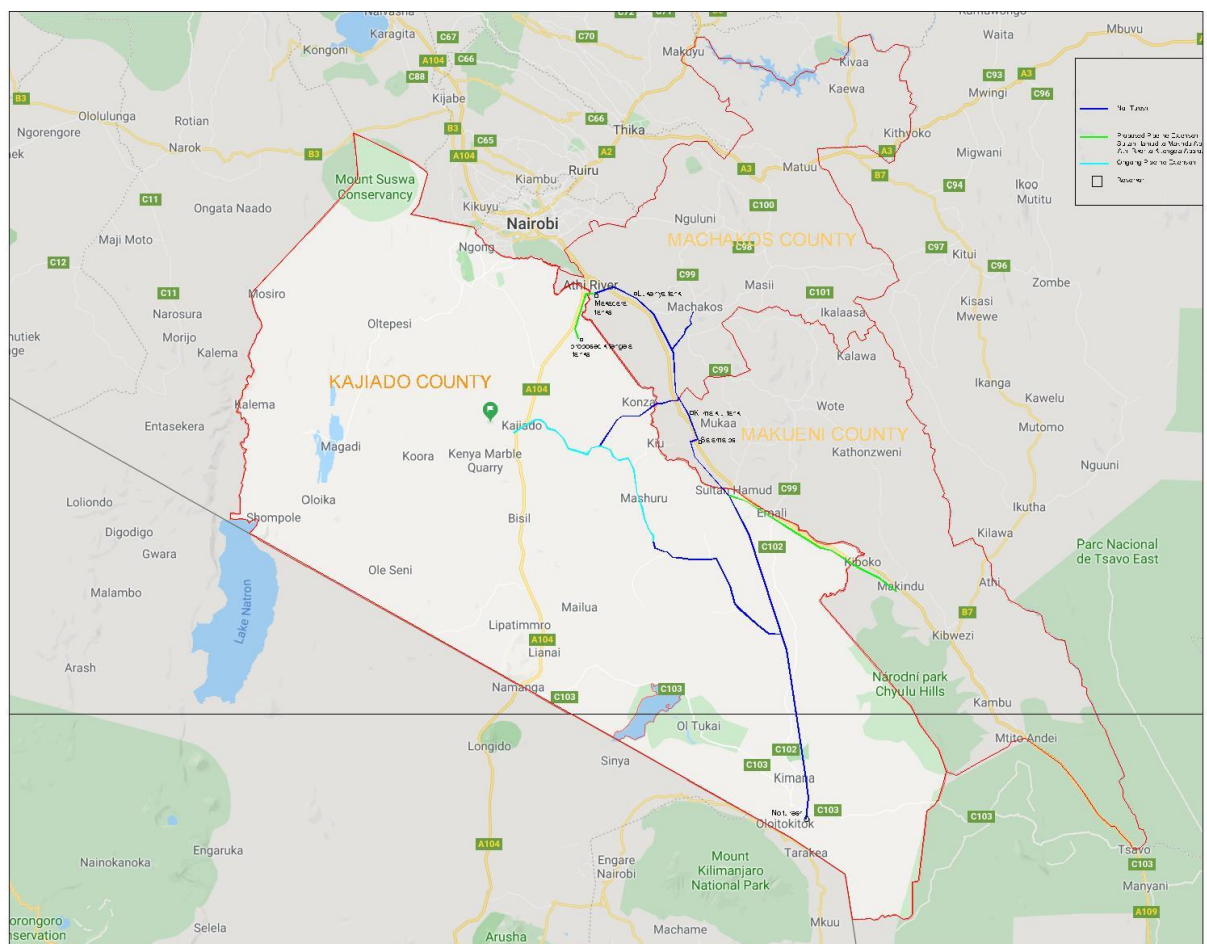 Naivasha
Karagita
Kongoni
C67
C66
A104
C88
C70
C72
C71
Makuyu
Kivaa
Kaewa
Waita
Mbuvu
A3
C93
C96
Mwingi
Kijabe
B3
B3
Ololulunga
Rotian
Ngorengore
Narok
B3
C65
A104
C66
Thika
A2
Ruiru
Kiambu
Kikuyu
Kithyoko
A3
Migwani
Matuu
A3
B7
Mount Suswa
Conservancy
C11
Ongata Naado
Maji Moto
C12
C11
Mosiro
Narosura
Morijo
Kalema
Nairobi
Ngong
C100
Nguluni
MACHAKOS COUNTY
C98
C99
Masii
C101
Ikalaasa
C94
Ikoo
Mutitu
C97
Kitui
C96
Zombe
Kisasi
Mwewe
Athi River
Machakos
Reservoir
Oltepesi
KAJIADO COUNTY
A104
Kalema
Entasekera
Magadi
Kajiado
Koora
Kenya Marble
Quarry
Konza
Kiu
C99
Kalawa
Wote
Mukaa
MAKUENI COUNTY
Kathonzweni
Ikanga
Kawelu
Mutomo
Nguuni
Loliondo
Digodigo
Gwara
Malambo
Arash
Oloika
Shompole
Lake Natron
Bisil
Mashuru
Sultan Hamud
C99
Emali
C102
Kiboko
Makindu
Ikutha
Kilawa
Athi
Parc Nacional
de Tsavo East
B7
Kibwezi
Ole Seni
Mailua
Lipatimmro
A104
Lianai
Namanga
C103
C103
Ol Tukai
Národní park
Chyulu Hills
Kambu
Mtito Andei
Longido
Sinya
C102
C103
Kimana
C103
Oloitokitok
Tarakea
C103
Tsavo
C103
Manyani
A109
Nainokanoka
Engaruka
A104
Engare
Nairobi
Mount
Kilimanjaro
National Park
Mkuu
Selela
Arusha
Machame